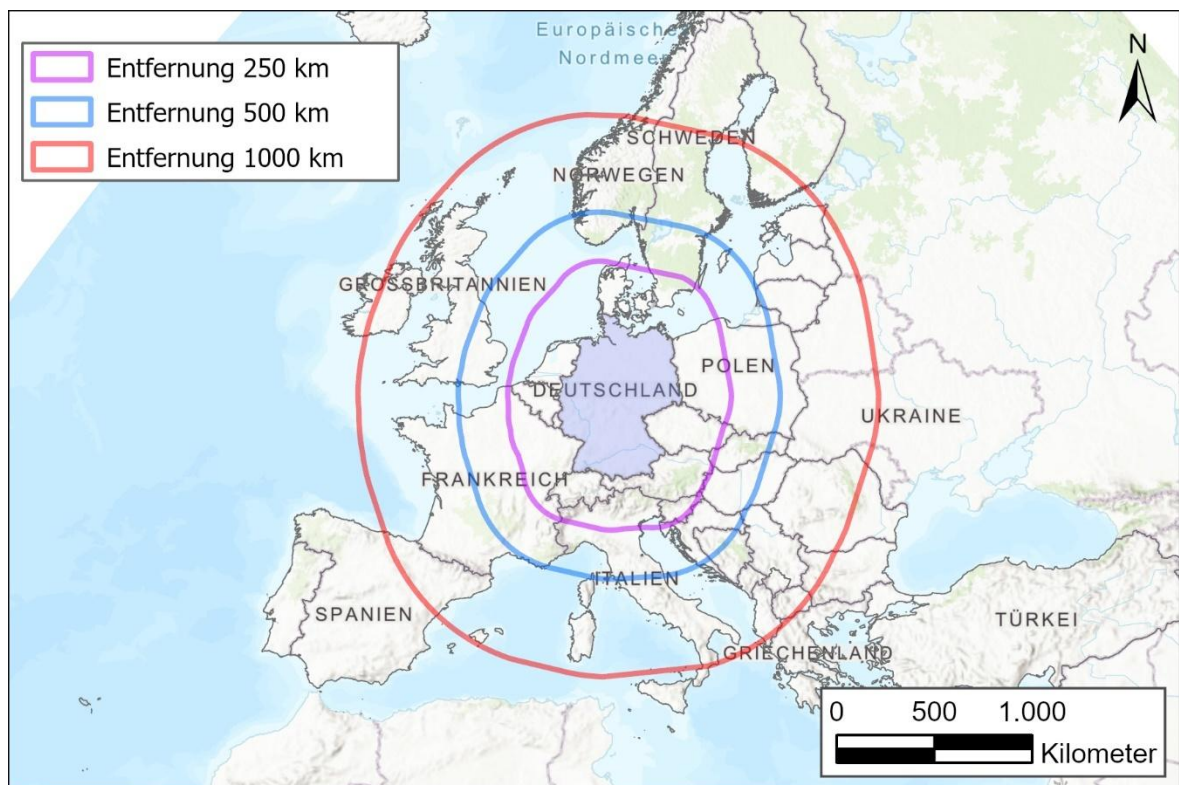 Europäische
Nordmeer
N
Entfernung 250 km
Entfernung 500 km
Entfernung 1000 km
SCHWEDEN
NORWEGEN
GROSSBRITANNIEN
POLEN
DEUTSCHLAND
UKRAINE
FRANKREICH
ITALIEN
SPANIEN
TÜRKEI
GRIECHENLAND
0 500 1.000
Kilometer